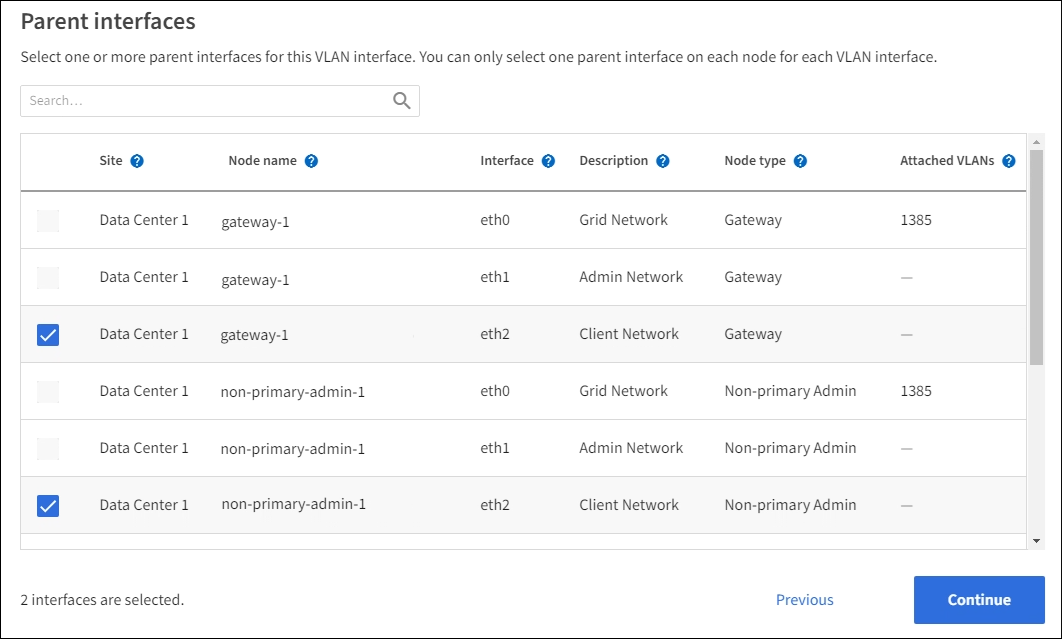 Parent interfaces
Select one or more parent interfaces for this VLAN interface. You can only select one parent interface on each node for each VLAN interface.
Search...
Site ? Node name ? Interface ? Description ? Node type ? Attached VLANs ?
Data Center 1 gateway-1 eth0 Grid Network Gateway 1385
Data Center 1 gateway-1 eth1 Admin Network Gateway —
Data Center 1 gateway-1 eth2 Client Network Gateway —
Data Center 1 non-primary-admin-1 eth0 Grid Network Non-primary Admin 1385
Data Center 1 non-primary-admin-1 eth1 Admin Network Non-primary Admin —
Data Center 1 non-primary-admin-1 eth2 Client Network Non-primary Admin —
2 interfaces are selected. Previous Continue